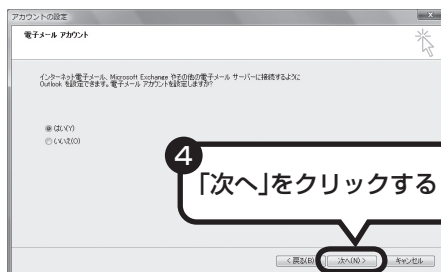 アカウントの設定
電子メール アカウント
インターネット電子メール、Microsoft Exchange やその他の電子メール サーバーに接続するように
Outlook を設定できます。電子メール アカウントを設定しますか?
はい(Y)
いいえ(O)
4
「次へ」をクリックする
< 戻る(B)
次へ(N) >
キャンセル